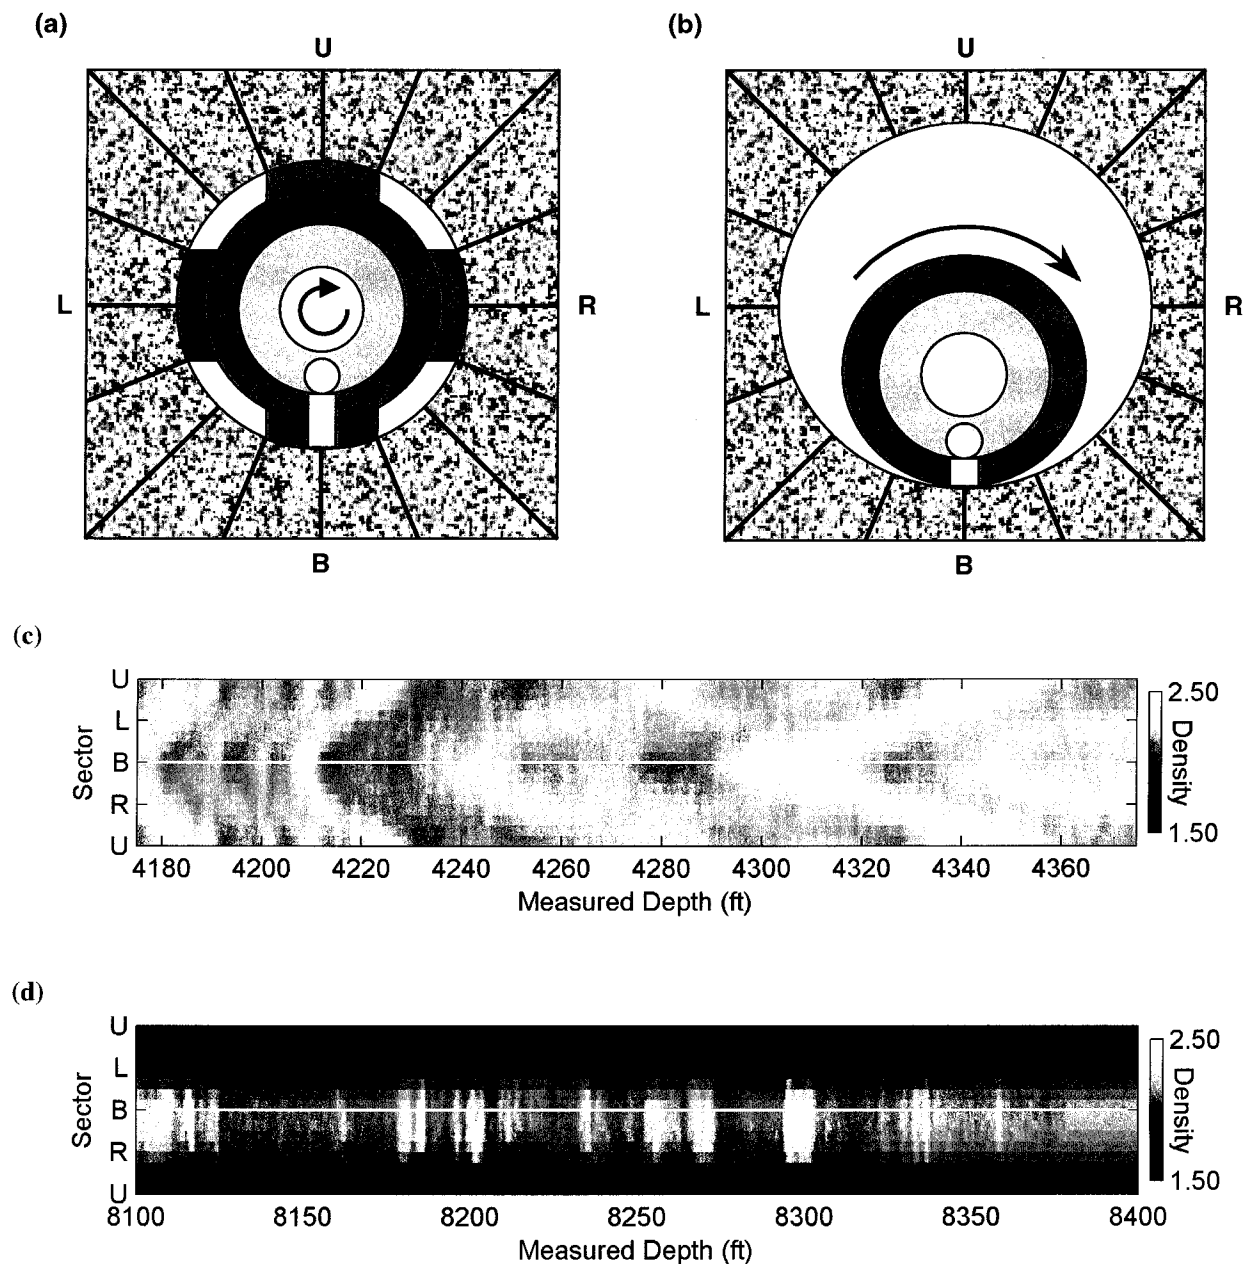 (a)
(b)
U
U
L
R
L
R
B
B
(c)
U
L
B
R
U
Sector
2.50
1.50
Density
4180 4200 4220 4240 4260 4280 4300 4320 4340 4360
Measured Depth (ft)
(d)
U
L
B
R
U
Sector
2.50
1.50
Density
8100 8150 8200 8250 8300 8350 8400
Measured Depth (ft)